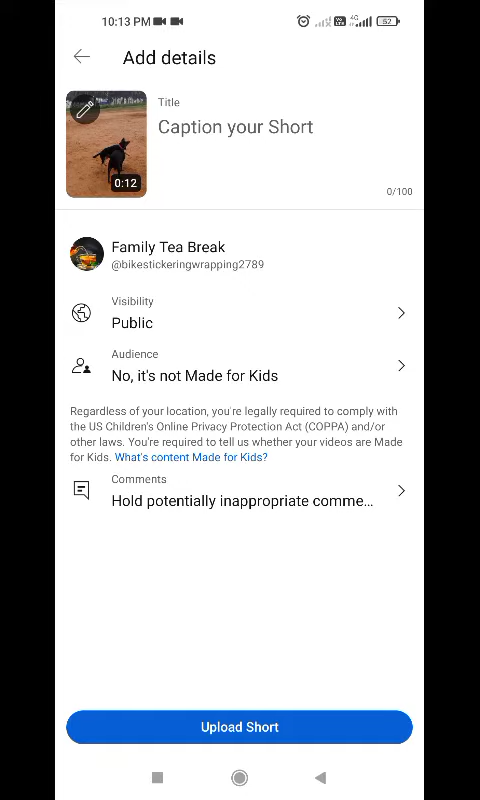 10:13 PM
4G
52
Add details
Title
Caption your Short
0:12
0/100
Family Tea Break
@bikestickeringwrapping2789
Visibility
Public
Audience
No, it's not Made for Kids
Regardless of your location, you're legally required to comply with
the US Children's Online Privacy Protection Act (COPPA) and/or
other laws. You're required to tell us whether your videos are Made
for Kids. What's content Made for Kids?
Comments
Hold potentially inappropriate comme...
Upload Short